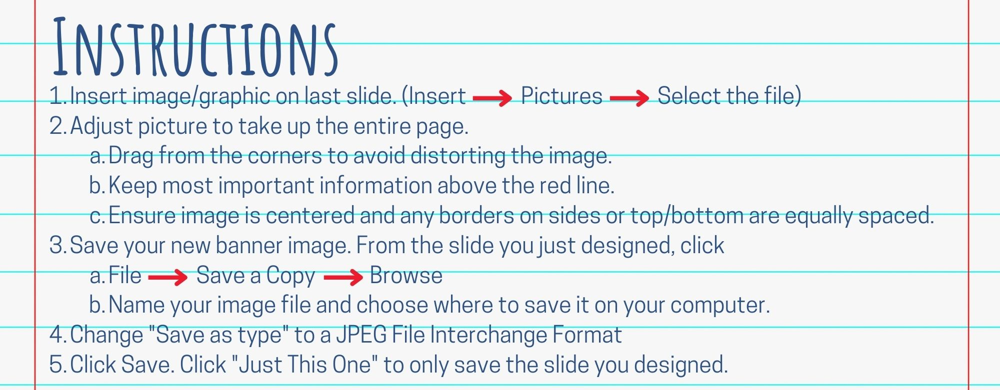 Instructions
1. Insert image/graphic on last slide. (Insert → Pictures → Select the file)
2. Adjust picture to take up the entire page.
a. Drag from the corners to avoid distorting the image.
b. Keep most important information above the red line.
c. Ensure image is centered and any borders on sides or top/bottom are equally spaced.
3. Save your new banner image. From the slide you just designed, click
a. File → Save a Copy → Browse
b. Name your image file and choose where to save it on your computer.
4. Change "Save as type" to a JPEG File Interchange Format
5. Click Save. Click "Just This One" to only save the slide you designed.